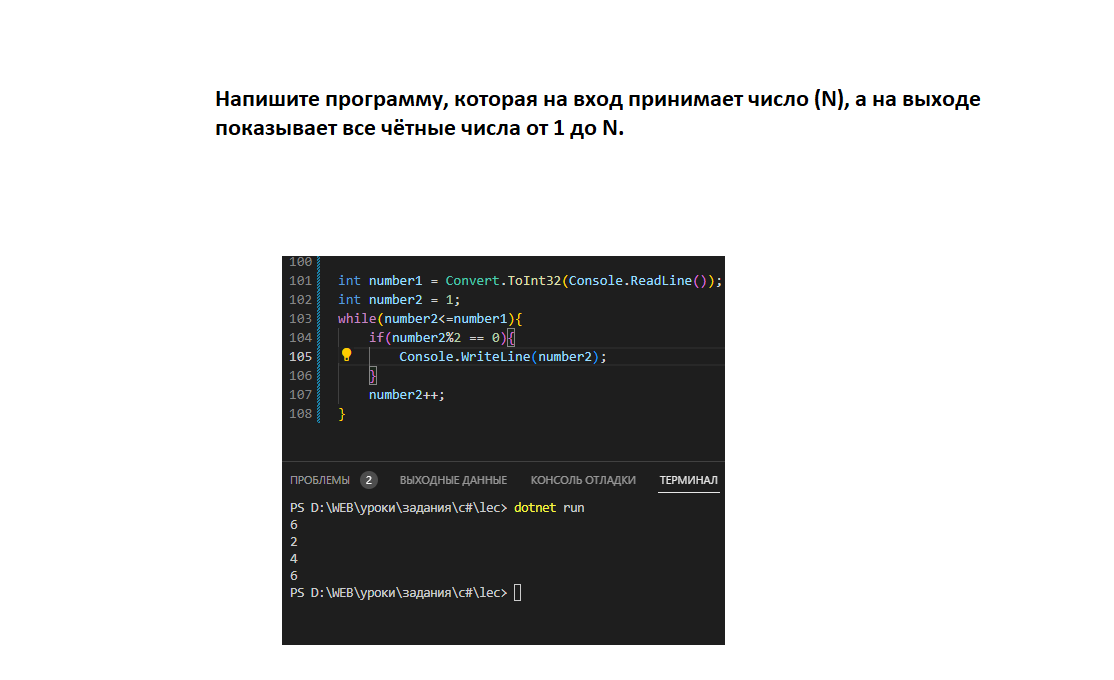 Напишите программу, которая на вход принимает число (N), а на выходе
показывает все чётные числа от 1 до N.
100
101 int number1 = Convert.ToInt32(Console.ReadLine());
102 int number2 = 1;
103 while(number2<=number1){
104 if(number2%2 == 0){
105 Console.WriteLine(number2);
106 }
107 number2++;
108 }
ПРОБЛЕМЫ 2 ВЫХОДНЫЕ ДАННЫЕ КОНСОЛЬ ОТЛАДКИ ТЕРМИНАЛ
PS D:\WEB\уроки\задания\c#\lec> dotnet run
6
2
4
6
PS D:\WEB\уроки\задания\c#\lec>